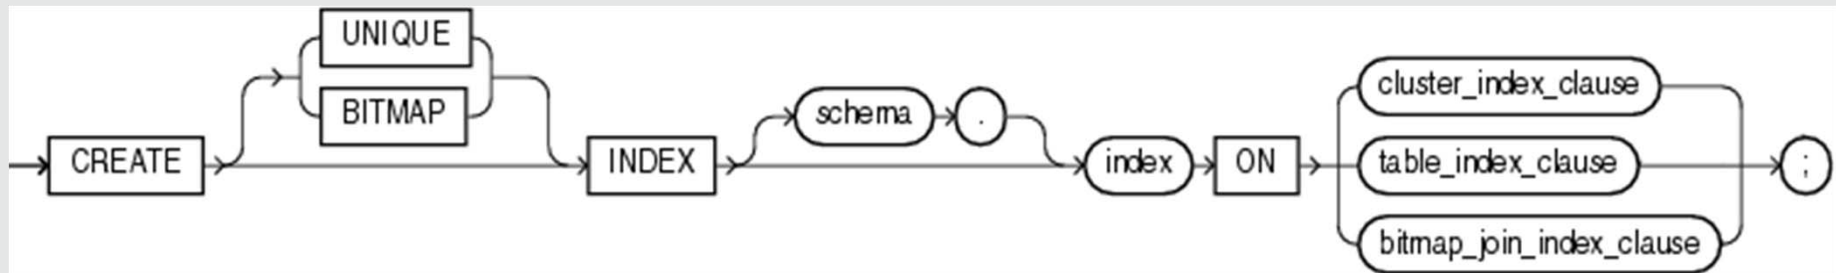 CREATE
UNIQUE
BITMAP
INDEX
schema .
index
ON
cluster_index_clause
table_index_clause
bitmap_join_index_clause
;